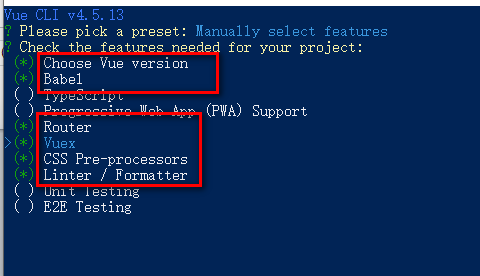 Vue CLI v4.5.13
? Please pick a preset: Manually select features
? Check the features needed for your project:
(*) Choose Vue version
(*) Babel
( ) TypeScript
( ) Progressive Web App (PWA) Support
(*) Router
>(*) Vuex
(*) CSS Pre-processors
(*) Linter / Formatter
( ) Unit Testing
( ) E2E Testing